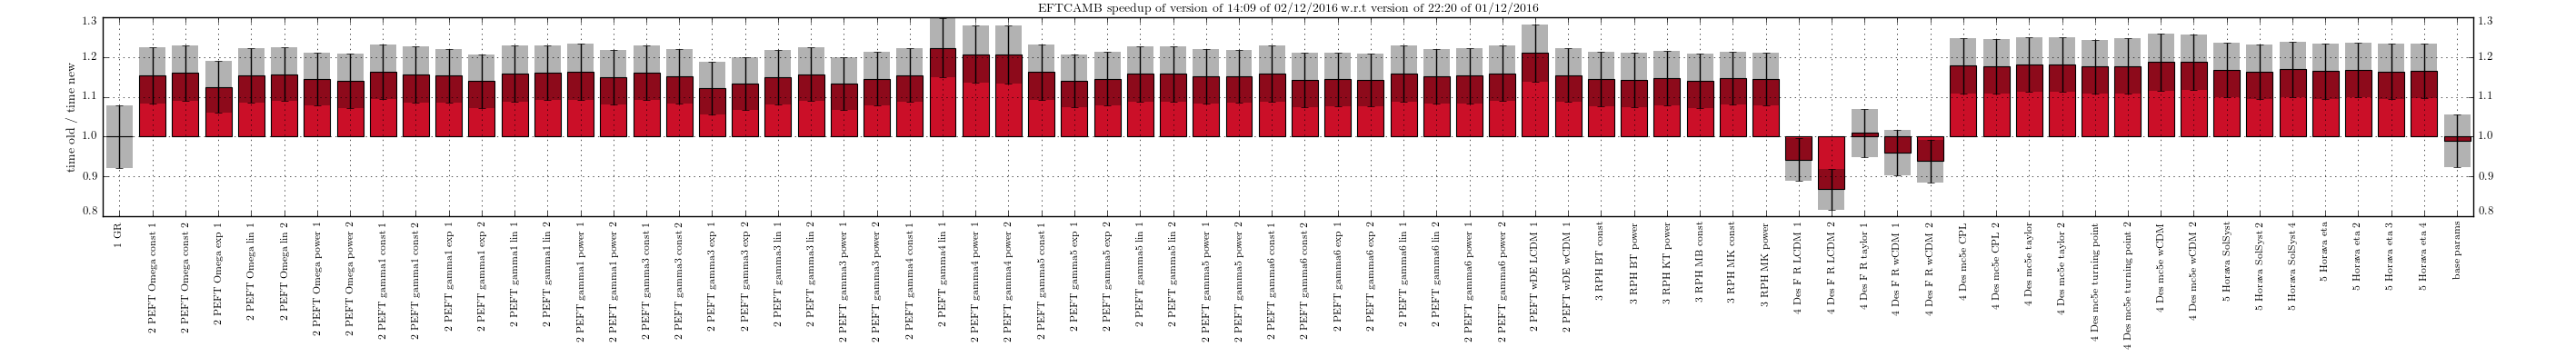 EFTCAMB speedup of version of 14:09 of 02/12/2016 w.r.t version of 22:20 of 01/12/2016
time old / time new
1.3
1.2
1.1
1.0
0.9
0.8
1.3
1.2
1.1
1.0
0.9
0.8
1 GR
2 PEFT Omega const 1
2 PEFT Omega const 2
2 PEFT Omega exp 1
2 PEFT Omega lin 1
2 PEFT Omega lin 2
2 PEFT Omega power 1
2 PEFT Omega power 2
2 PEFT gamma1 const 1
2 PEFT gamma1 const 2
2 PEFT gamma1 exp 1
2 PEFT gamma1 exp 2
2 PEFT gamma1 lin 1
2 PEFT gamma1 lin 2
2 PEFT gamma1 power 1
2 PEFT gamma1 power 2
2 PEFT gamma3 const 1
2 PEFT gamma3 const 2
2 PEFT gamma3 exp 1
2 PEFT gamma3 exp 2
2 PEFT gamma3 lin 1
2 PEFT gamma3 lin 2
2 PEFT gamma3 power 1
2 PEFT gamma3 power 2
2 PEFT gamma4 const 1
2 PEFT gamma4 lin 1
2 PEFT gamma4 power 1
2 PEFT gamma4 power 2
2 PEFT gamma5 const 1
2 PEFT gamma5 exp 1
2 PEFT gamma5 exp 2
2 PEFT gamma5 lin 1
2 PEFT gamma5 lin 2
2 PEFT gamma5 power 1
2 PEFT gamma5 power 2
2 PEFT gamma6 const 1
2 PEFT gamma6 const 2
2 PEFT gamma6 exp 1
2 PEFT gamma6 exp 2
2 PEFT gamma6 lin 1
2 PEFT gamma6 lin 2
2 PEFT gamma6 power 1
2 PEFT gamma6 power 2
2 PEFT wDE LCDM 1
2 PEFT wDE wCDM 1
3 RPH BT const
3 RPH BT power
3 RPH KT power
3 RPH MB const
3 RPH MK const
3 RPH MK power
4 Des F R LCDM 1
4 Des F R LCDM 2
4 Des F R taylor 1
4 Des F R wCDM 1
4 Des F R wCDM 2
4 Des mc5e CPL
4 Des mc5e CPL 2
4 Des mc5e taylor
4 Des mc5e taylor 2
4 Des mc5e turning point
4 Des mc5e turning point 2
4 Des mc5e wCDM
4 Des mc5e wCDM 2
5 Horava SolSyst
5 Horava SolSyst 2
5 Horava SolSyst 4
5 Horava eta
5 Horava eta 2
5 Horava eta 3
5 Horava eta 4
base params